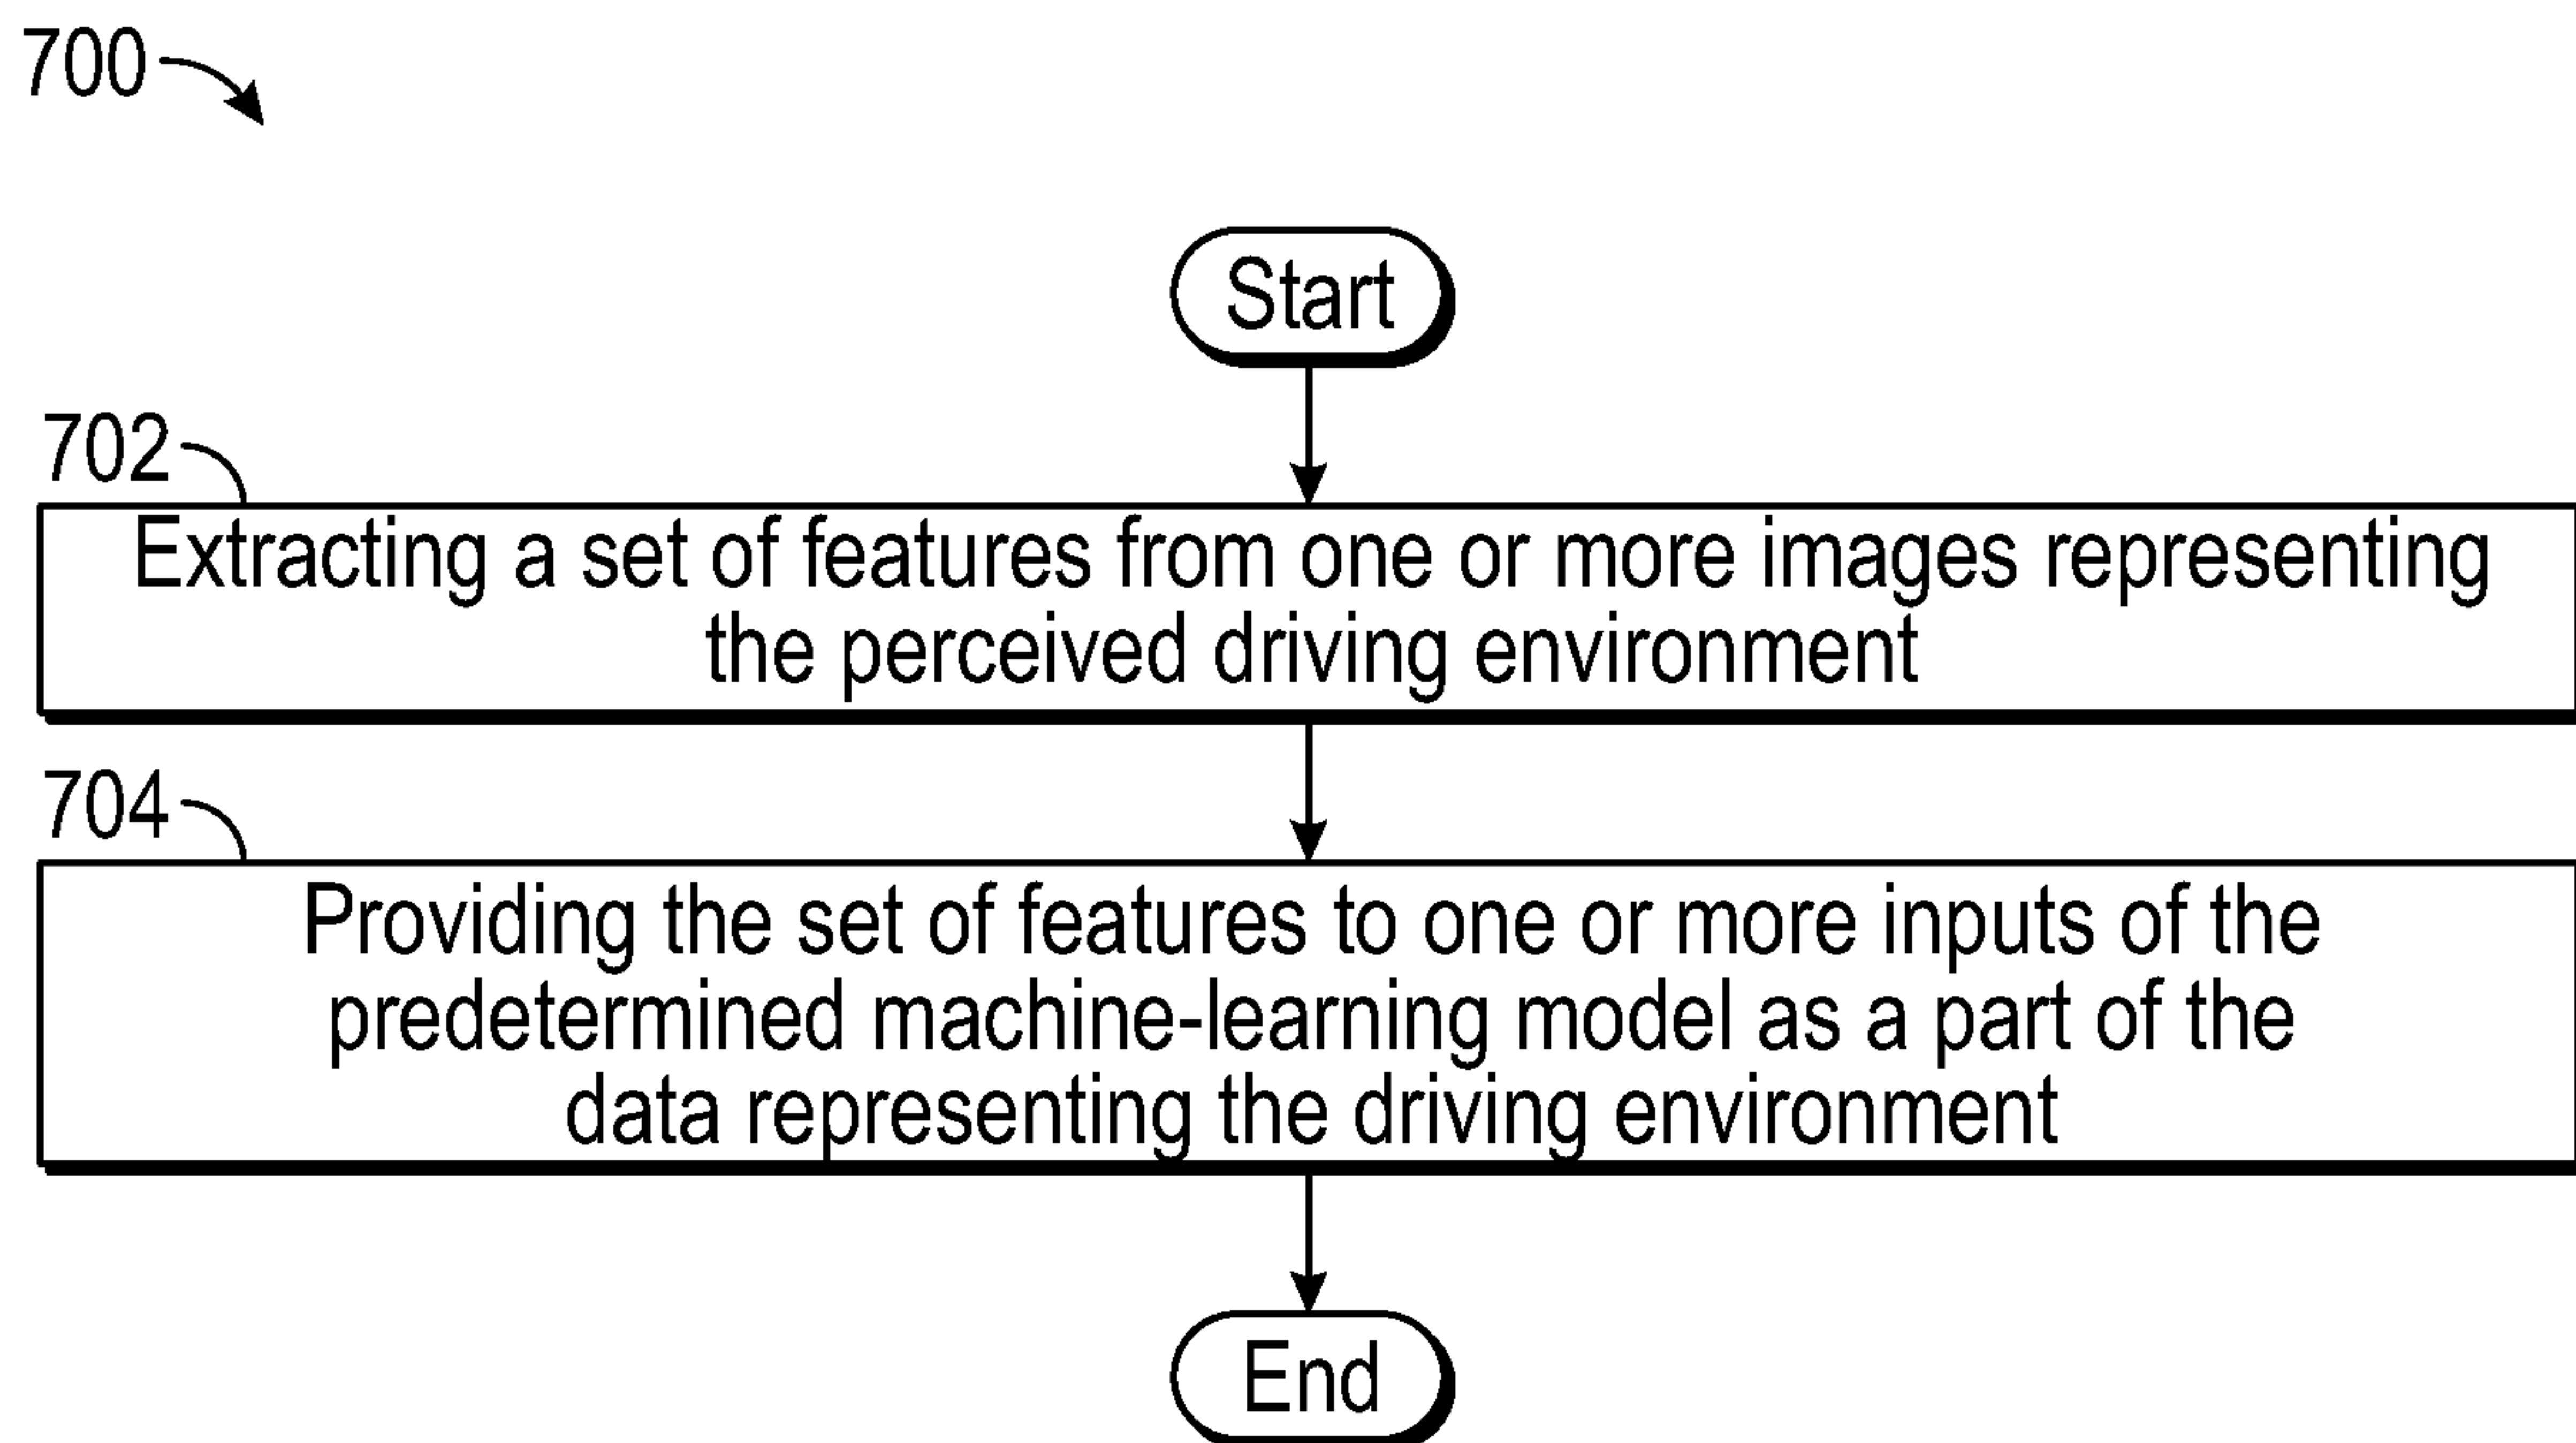 700
Start
702
Extracting a set of features from one or more images representing
the perceived driving environment
704
Providing the set of features to one or more inputs of the
predetermined machine-learning model as a part of the
data representing the driving environment
End